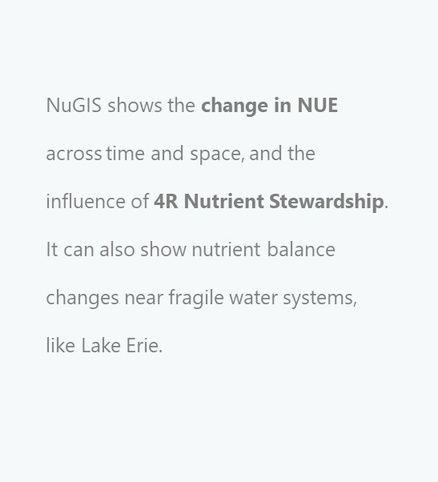 NuGIS shows the change in NUE
across time and space, and the
influence of 4R Nutrient Stewardship.
It can also show nutrient balance
changes near fragile water systems,
like Lake Erie.